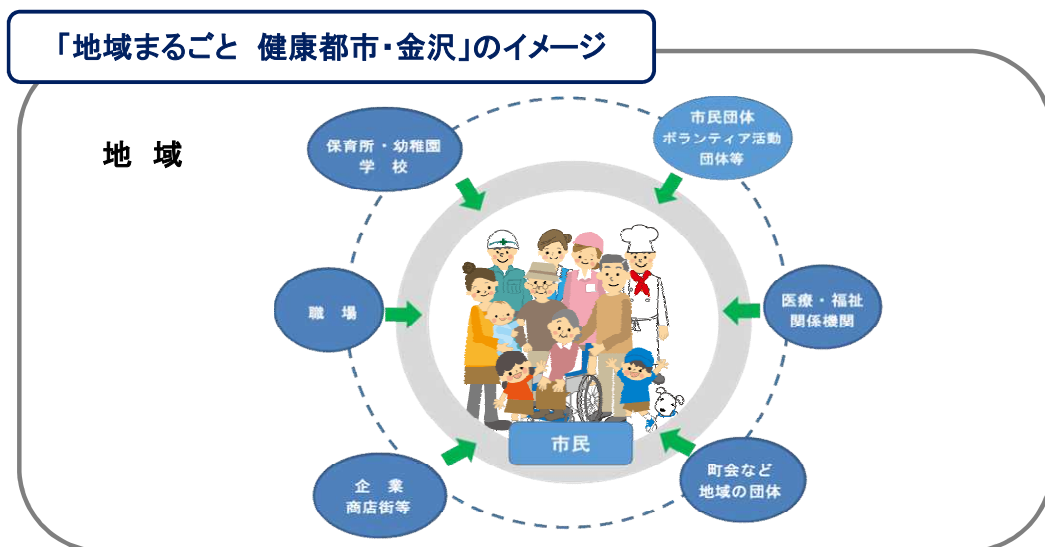 「地域まるごと 健康都市・金沢」のイメージ
地 域
保育所・幼稚園
学 校
市民団体
ボランティア活動
団体等
職 場
医療・福祉
関係機関
市民
企 業
商店街等
町会など
地域の団体